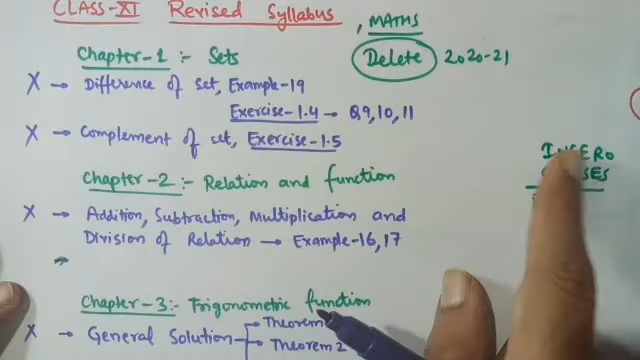 CLASS-XI Revised Syllabus, MATHS
Chapter-1 :- Sets
Delete 2020-21
X → Difference of set, Example-19
Exercise-1.4 → Q9,10,11
X → Complement of set, Exercise-1.5
Chapter-2 :- Relation and function
X → Addition, Subtraction, Multiplication and
Division of Relation → Example-16,17
Chapter-3:- Trigonometric function
X → General Solution → Theorem
→ Theorem 2